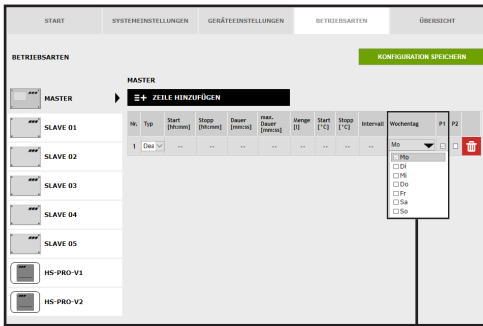 START SYSTEMEINSTELLUNGEN GERÄTEEINSTELLUNGEN BETRIEBSARTEN ÜBERSICHT
BETRIEBSARTEN KONFIGURATION SPEICHERN
MASTER
MASTER ZEILE HINZUFÜGEN
Nr. Typ Start [hh:mm] Stopp [hh:mm] Dauer [mm:ss] max. Dauer [mm:ss] Menge [l] Start [°C] Stopp [°C] Intervall Wochentag P1 P2
1 Dea -- -- -- -- -- -- -- -- Mo
SLAVE 01
Mo
Di
SLAVE 02
Mi
Do
SLAVE 03
Fr
Sa
So
SLAVE 04
SLAVE 05
HS-PRO-V1
HS-PRO-V2